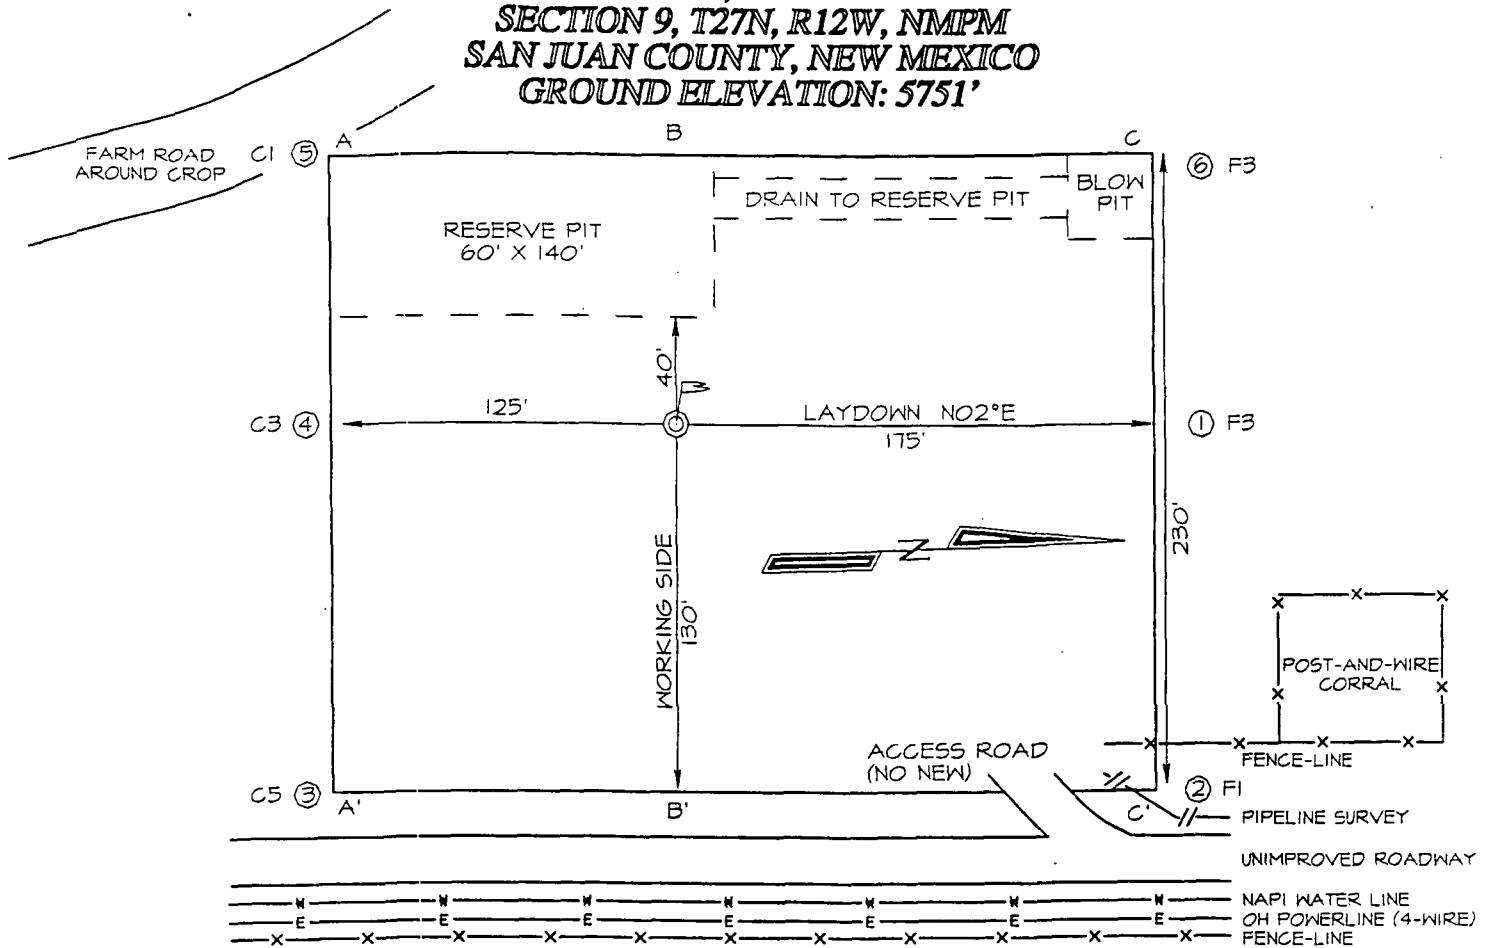 SECTION 9, T27N, R12W, NMPM
SAN JUAN COUNTY, NEW MEXICO
GROUND ELEVATION: 5751'
FARM ROAD
AROUND CROP
C1 5
A
B
C
6 F3
BLOW
PIT
DRAIN TO RESERVE PIT
RESERVE PIT
60' X 140'
40'
C3 4
125'
LAYDOWN N02°E
175'
1 F3
N
230'
WORKING SIDE
130'
POST-AND-WIRE
CORRAL
ACCESS ROAD
(NO NEW)
FENCE-LINE
C5 3
A'
B'
C'
2 F1
PIPELINE SURVEY
UNIMPROVED ROADWAY
W W W W W W W NAPI WATER LINE
E E E E E E E OH POWERLINE (4-WIRE)
FENCE-LINE